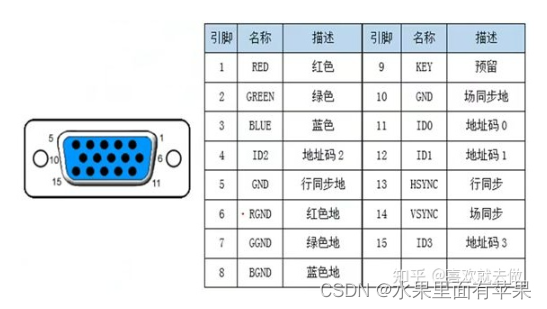 引脚 名称 描述 引脚 名称 描述
1 RED 红色 9 KEY 预留
2 GREEN 绿色 10 GND 场同步地
3 BLUE 蓝色 11 ID0 地址码0
4 ID2 地址码2 12 ID1 地址码1
5 GND 行同步地 13 HSYNC 行同步
6 RGND 红色地 14 VSYNC 场同步
7 GGND 绿色地 15 ID3 地址码3
8 BGND 蓝色地
5 1
10 6
15 11
知乎 @喜欢就去做
CSDN @水果里面有苹果